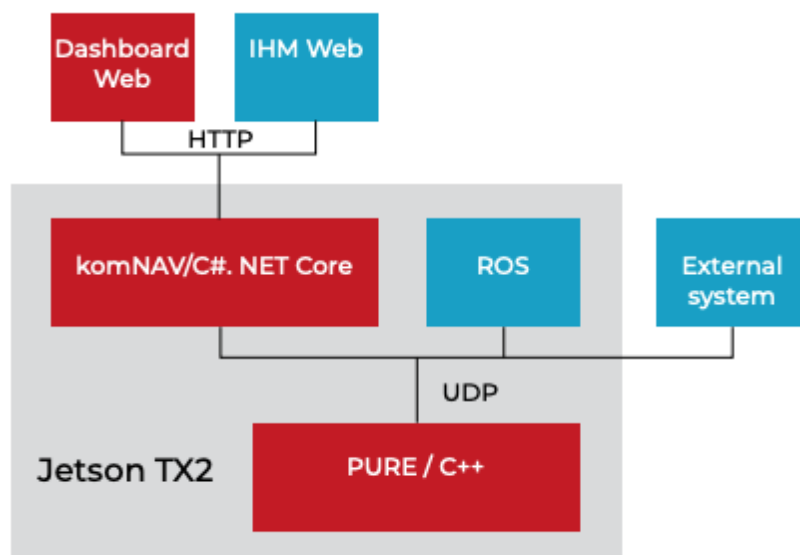 Dashboard
Web
IHM Web
HTTP
komNAV/C#. NET Core
ROS
External
system
UDP
Jetson TX2
PURE / C++